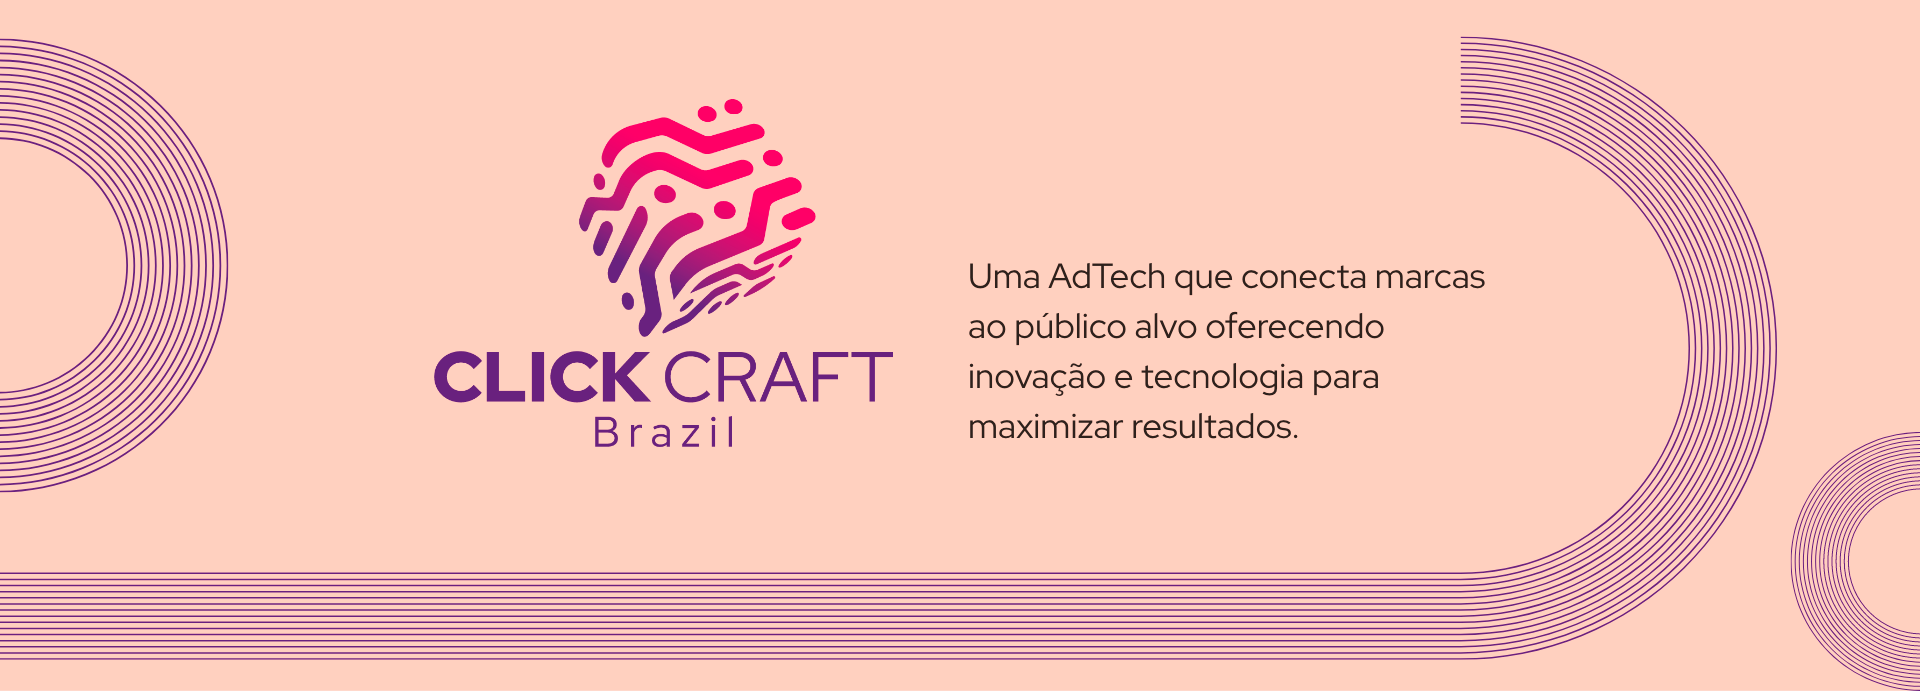 CLICK CRAFT
Brazil
Uma AdTech que conecta marcas
ao público alvo oferecendo
inovação e tecnologia para
maximizar resultados.